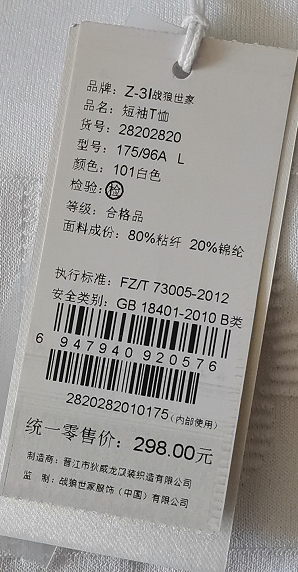 品牌: Z-3I战狼世家
品名: 短袖T恤
货号: 28202820
型号: 175/96A L
颜色: 101白色
检验: 检
等级: 合格品
面料成份: 80%粘纤 20%锦纶
执行标准: FZ/T 73005-2012
安全类别: GB 18401-2010 B类
6 947940 920576
2820282010175(内部使用)
统一零售价: 298.00元
制造商: 晋江市狄威龙服装织造有限公司
监 制: 战狼世家服饰(中国)有限公司